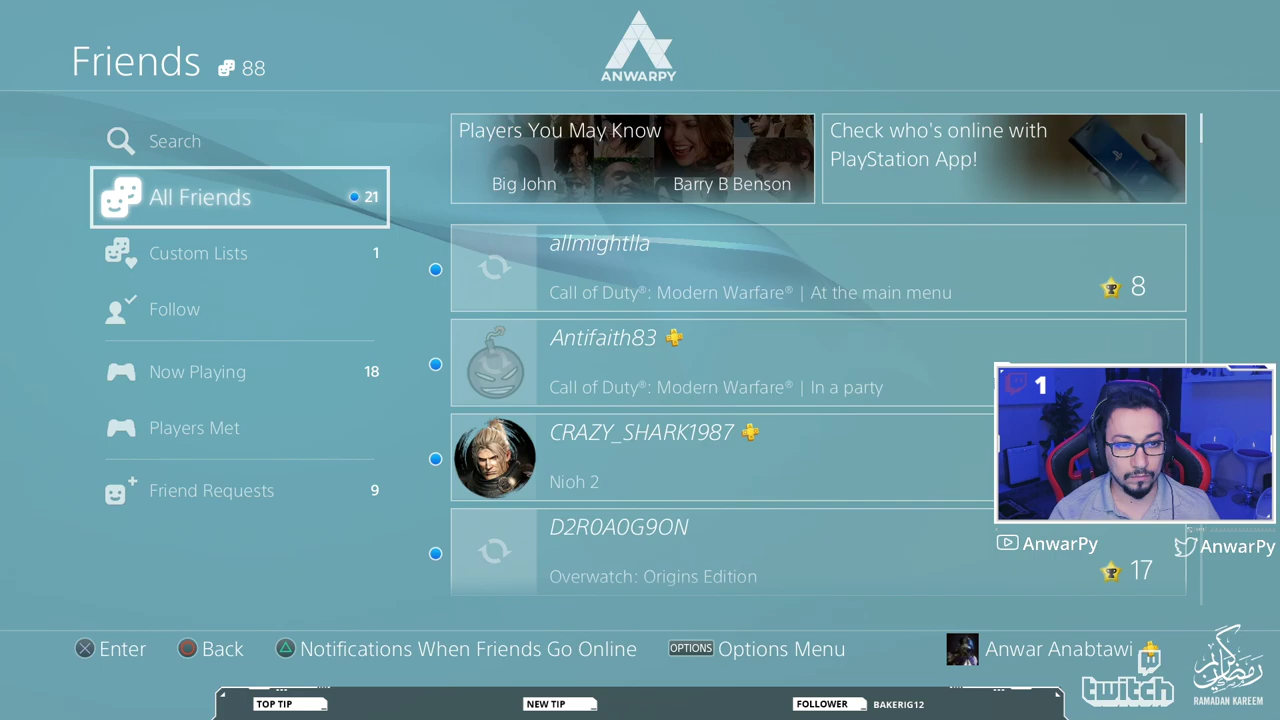 Friends 88
ANWARPY
Search
All Friends 21
Custom Lists 1
Follow
Now Playing 18
Players Met
Friend Requests 9
Players You May Know
Big John Barry B Benson
Check who's online with
PlayStation App!
allmightlla
Call of Duty®: Modern Warfare® | At the main menu 8
Antifaith83
Call of Duty®: Modern Warfare® | In a party
CRAZY_SHARK1987
Nioh 2
D2R0A0G9ON
Overwatch: Origins Edition 17
1
AnwarPy AnwarPy
Enter Back Notifications When Friends Go Online OPTIONS Options Menu Anwar Anabtawi
twitch
رمضان كريم
RAMADAN KAREEM
TOP TIP NEW TIP FOLLOWER BAKERIG12